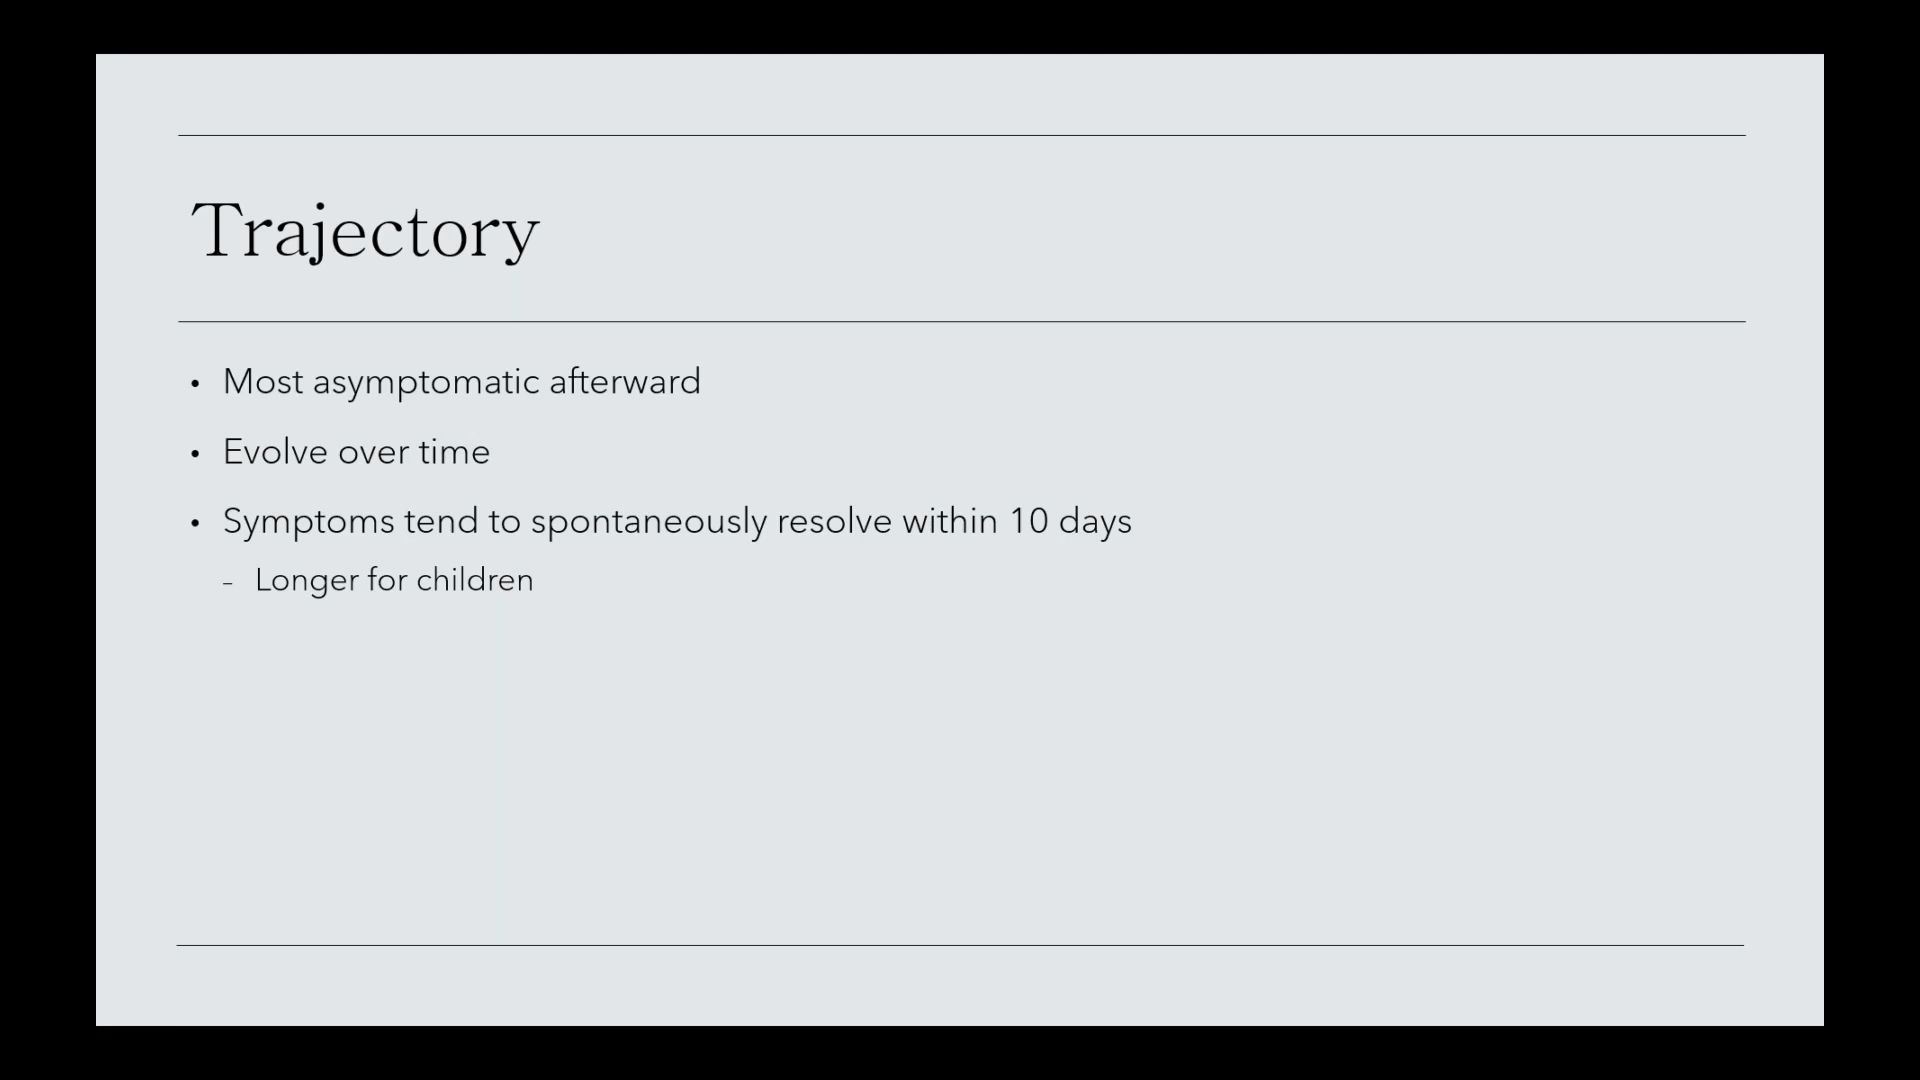 Trajectory
• Most asymptomatic afterward
• Evolve over time
• Symptoms tend to spontaneously resolve within 10 days
– Longer for children